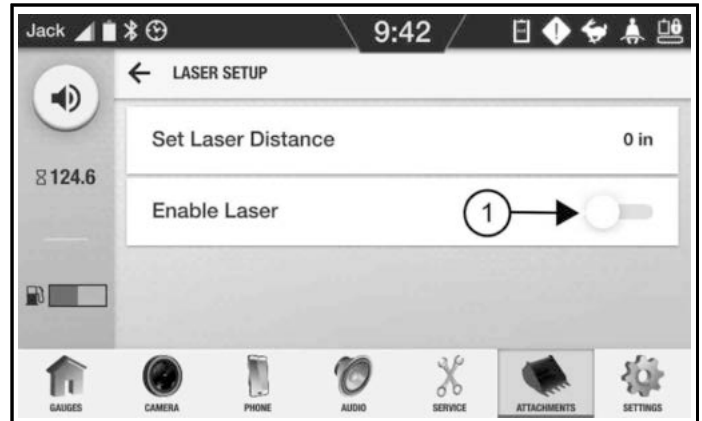 Jack 9:42
LASER SETUP
Set Laser Distance 0 in
124.6
Enable Laser 1
GAUGES CAMERA PHONE AUDIO SERVICE ATTACHMENTS SETTINGS